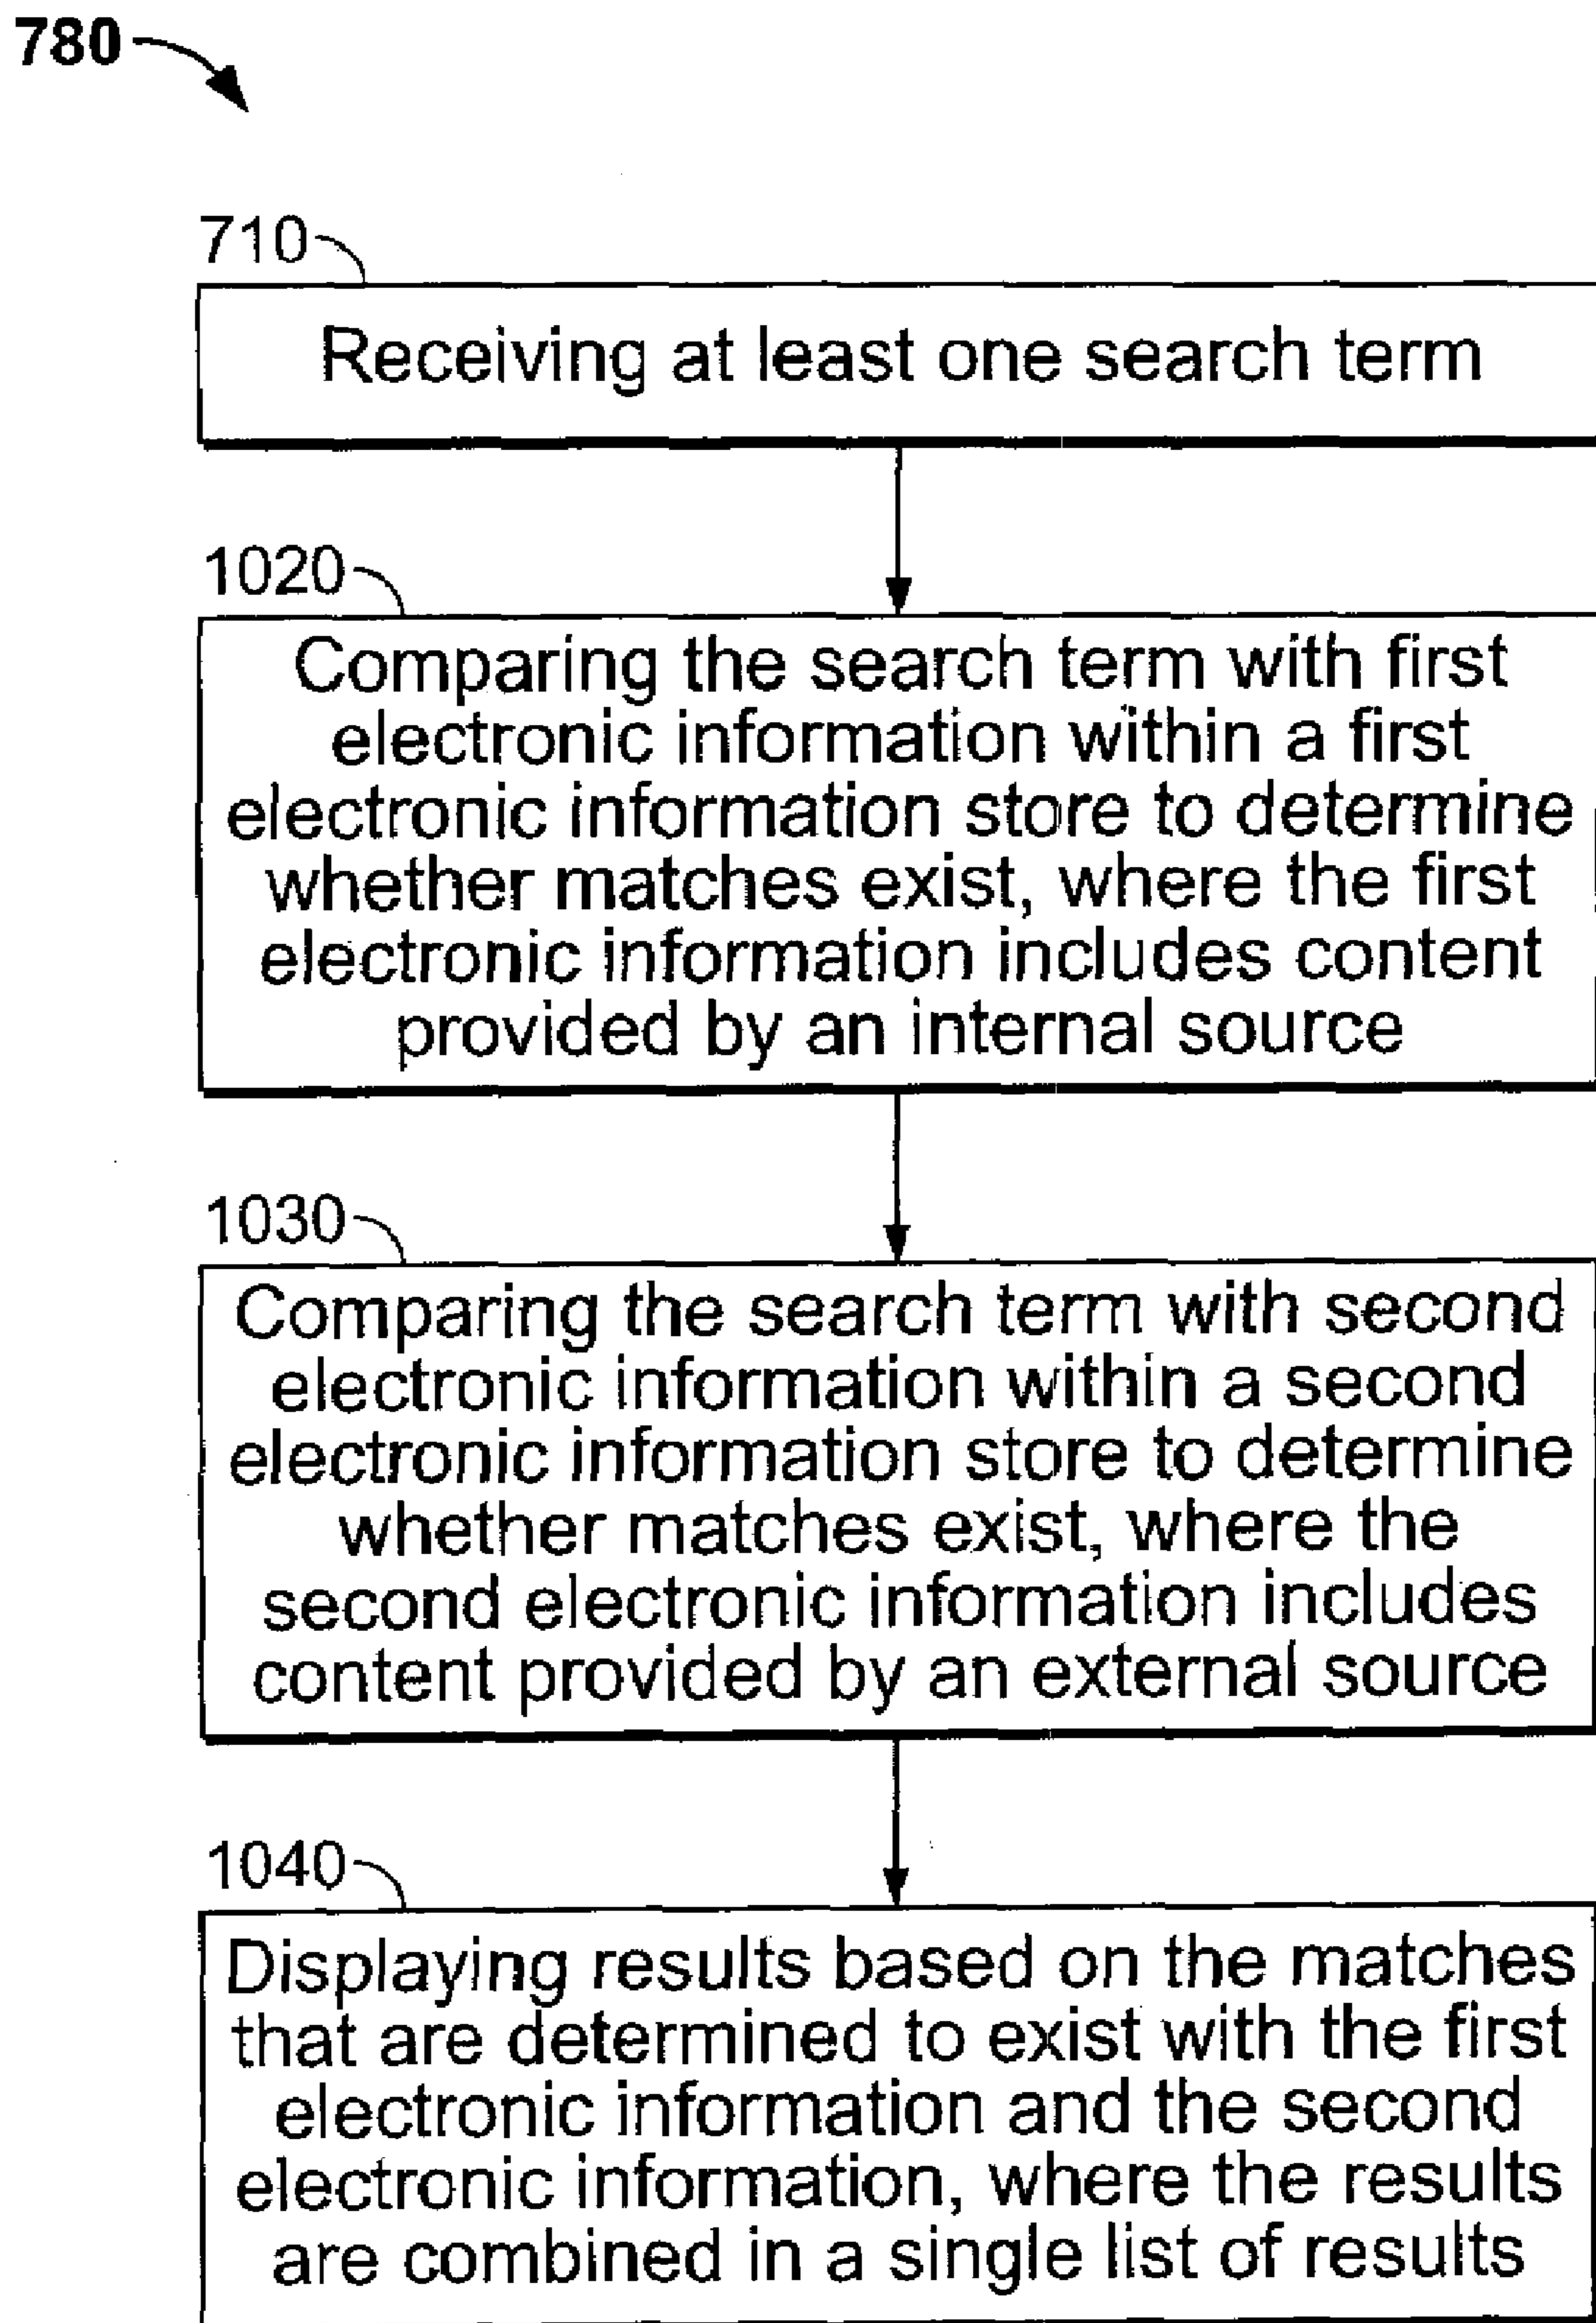 780
710
Receiving at least one search term
1020
Comparing the search term with first
electronic information within a first
electronic information store to determine
whether matches exist, where the first
electronic information includes content
provided by an internal source
1030
Comparing the search term with second
electronic information within a second
electronic information store to determine
whether matches exist, where the
second electronic information includes
content provided by an external source
1040
Displaying results based on the matches
that are determined to exist with the first
electronic information and the second
electronic information, where the results
are combined in a single list of results